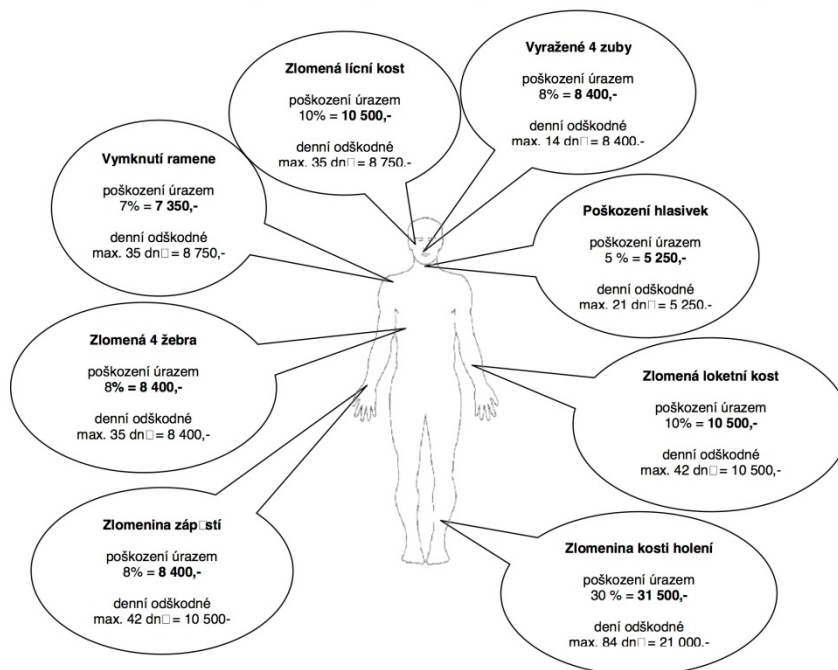 Zlomená lícní kost
poškození úrazem
10% = 10 500,-
denní odškodné
max. 35 dn□ = 8 750,-
Vyražené 4 zuby
poškození úrazem
8% = 8 400,-
denní odškodné
max. 14 dn□ = 8 400.-
Vymknutí ramene
poškození úrazem
7% = 7 350,-
denní odškodné
max. 35 dn□ = 8 750,-
Poškození hlasivek
poškození úrazem
5 % = 5 250,-
denní odškodné
max. 21 dn□ = 5 250.-
Zlomená 4 žebra
poškození úrazem
8% = 8 400,-
denní odškodné
max. 35 dn□ = 8 400,-
Zlomená loketní kost
poškození úrazem
10% = 10 500,-
denní odškodné
max. 42 dn□ = 10 500,-
Zlomenina záp□stí
poškození úrazem
8% = 8 400,-
denní odškodné
max. 42 dn□ = 10 500-
Zlomenina kosti holení
poškození úrazem
30 % = 31 500,-
dení odškodné
max. 84 dn□ = 21 000.-